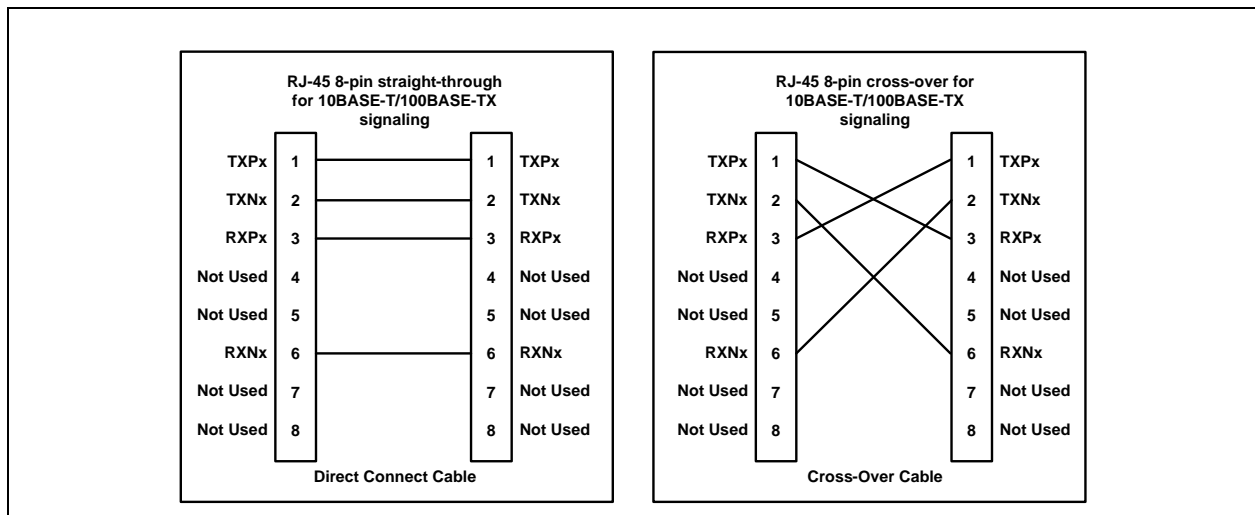 RJ-45 8-pin straight-through
for 10BASE-T/100BASE-TX
signaling
TXPx 1 1 TXPx
TXNx 2 2 TXNx
RXPx 3 3 RXPx
Not Used 4 4 Not Used
Not Used 5 5 Not Used
RXNx 6 6 RXNx
Not Used 7 7 Not Used
Not Used 8 8 Not Used
Direct Connect Cable
RJ-45 8-pin cross-over for
10BASE-T/100BASE-TX
signaling
TXPx 1 1 TXPx
TXNx 2 2 TXNx
RXPx 3 3 RXPx
Not Used 4 4 Not Used
Not Used 5 5 Not Used
RXNx 6 6 RXNx
Not Used 7 7 Not Used
Not Used 8 8 Not Used
Cross-Over Cable